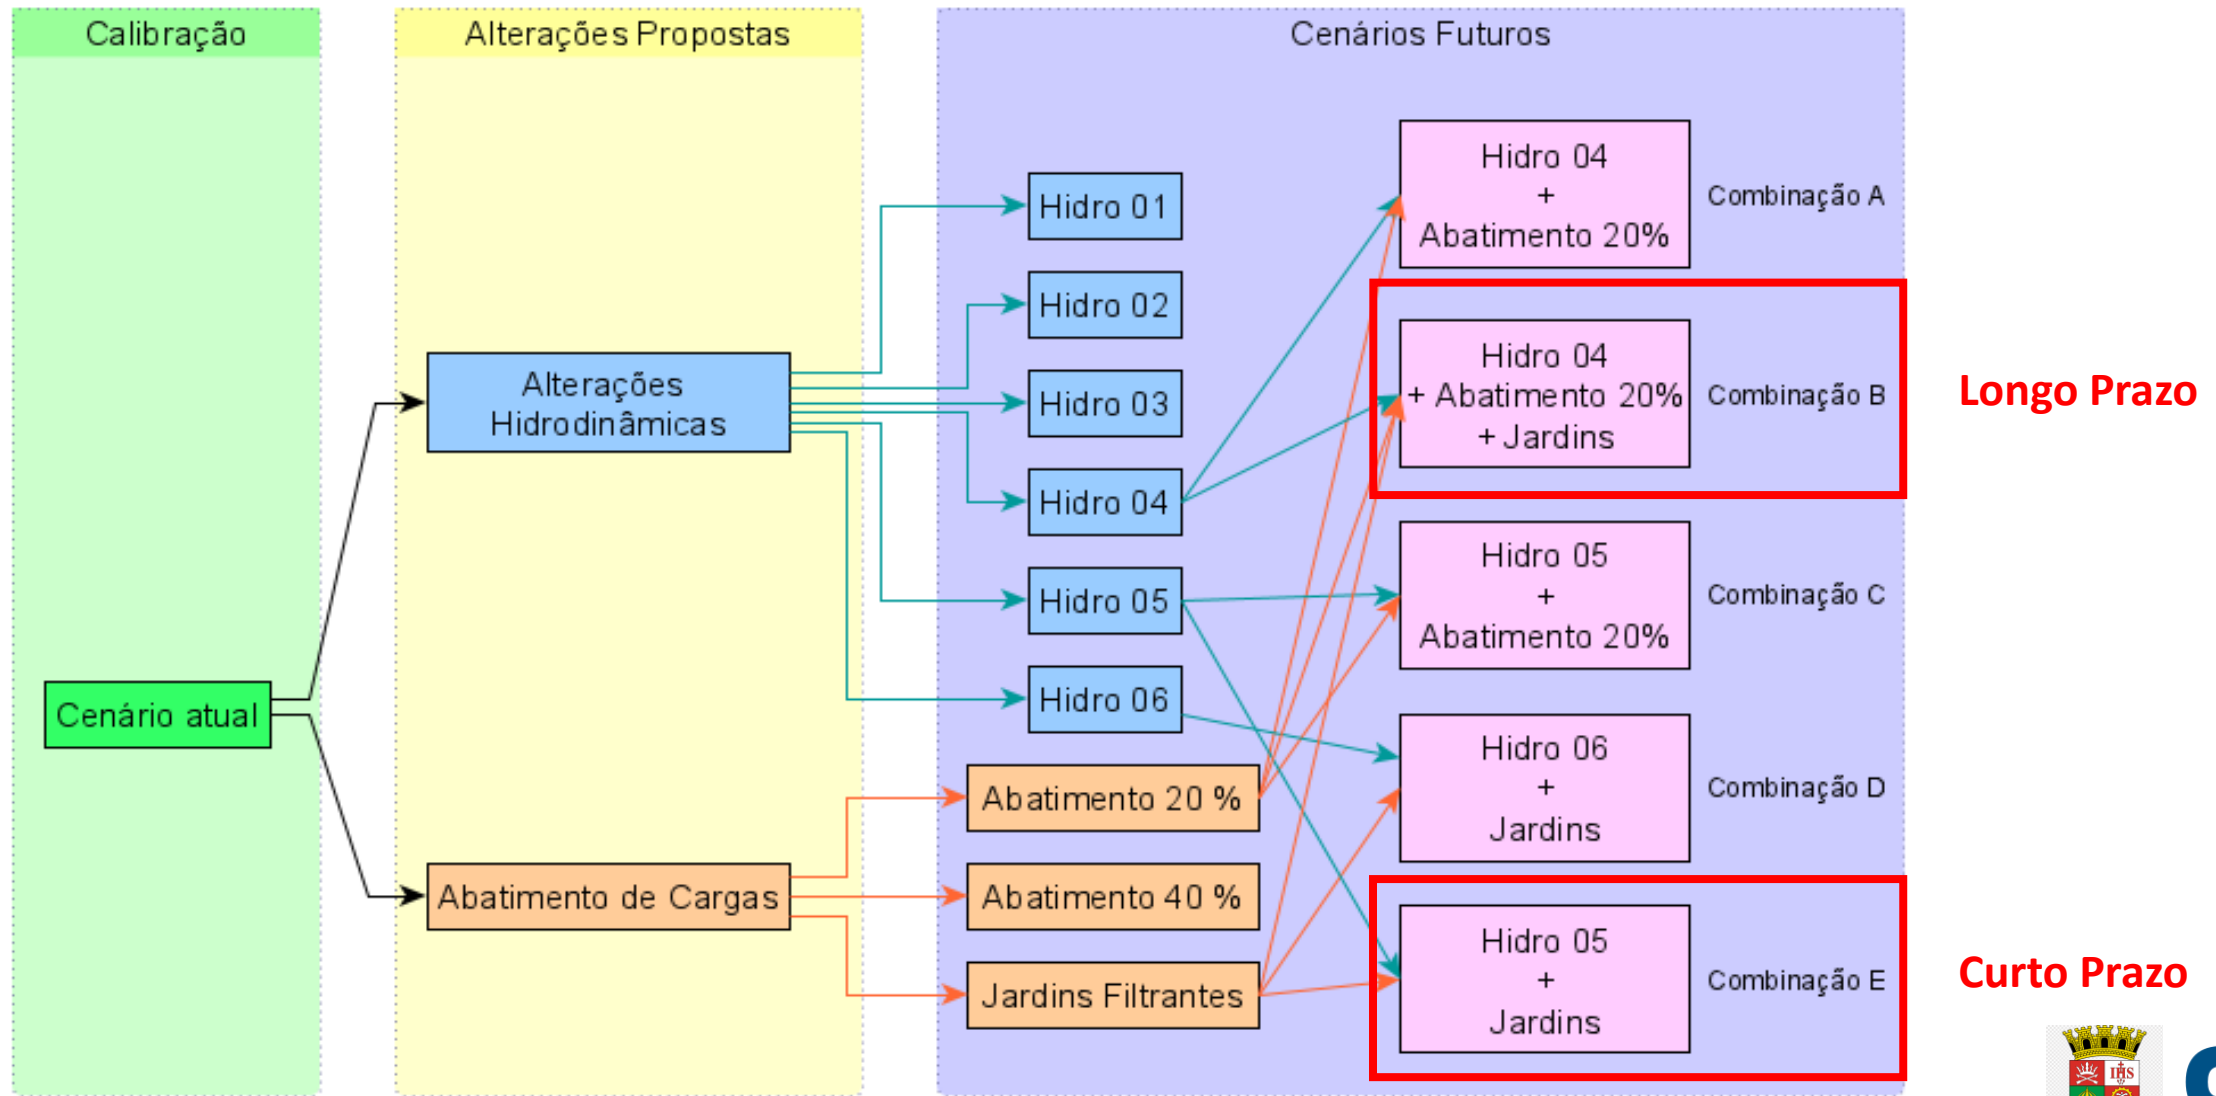 Calibração
Alterações Propostas
Cenários Futuros
Cenário atual
Alterações
Hidrodinâmicas
Abatimento de Cargas
Hidro 01
Hidro 02
Hidro 03
Hidro 04
Hidro 05
Hidro 06
Abatimento 20 %
Abatimento 40 %
Jardins Filtrantes
Hidro 04
+
Abatimento 20%
Combinação A
Hidro 04
+ Abatimento 20%
+ Jardins
Combinação B
Longo Prazo
Hidro 05
+
Abatimento 20%
Combinação C
Hidro 06
+
Jardins
Combinação D
Hidro 05
+
Jardins
Combinação E
Curto Prazo
IHS